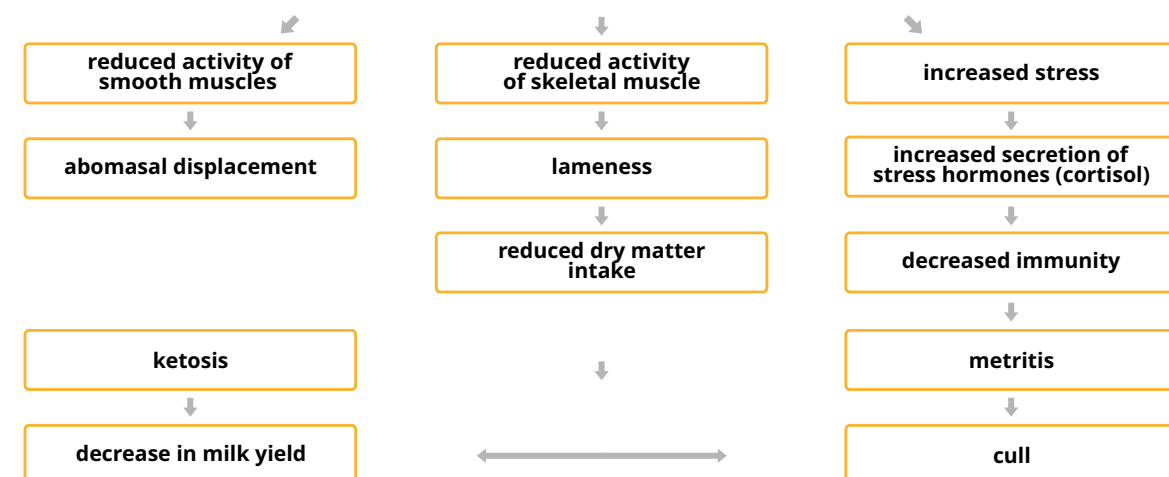 reduced activity of
smooth muscles
reduced activity
of skeletal muscle
increased stress
abomasal displacement
lameness
increased secretion of
stress hormones (cortisol)
reduced dry matter
intake
decreased immunity
ketosis
metritis
decrease in milk yield
cull